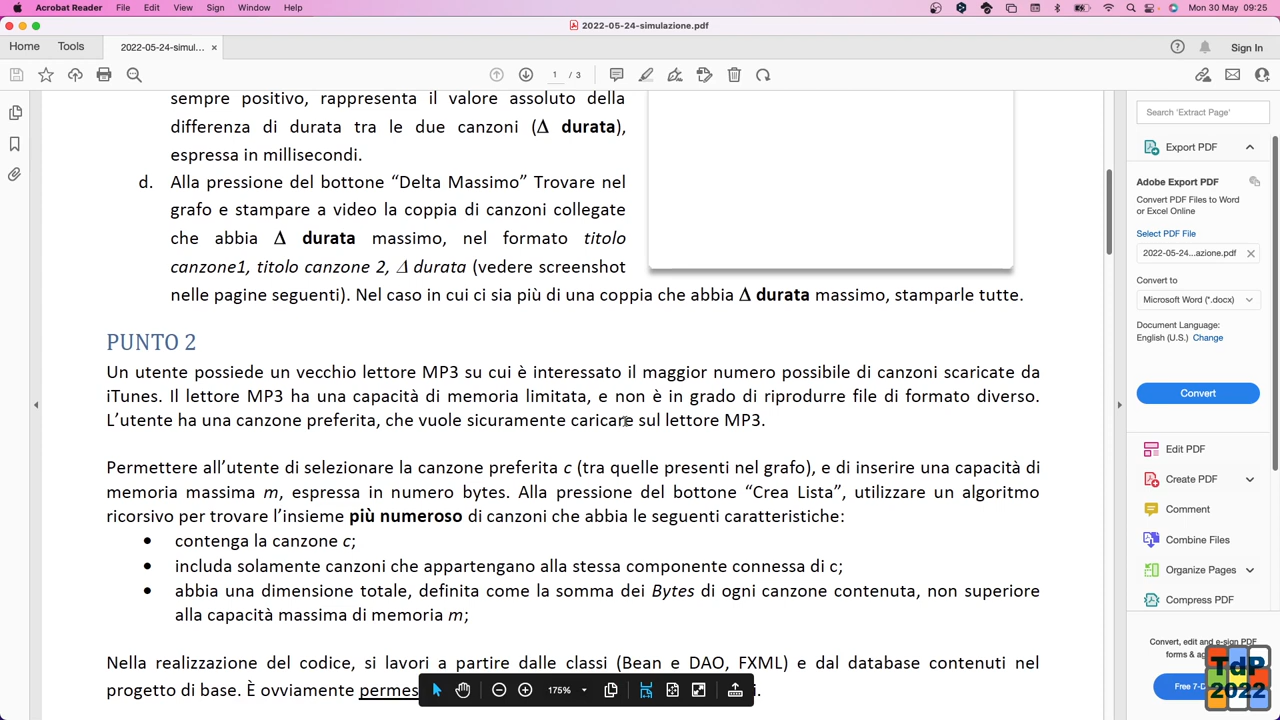 Acrobat Reader File Edit View Sign Window Help Mon 30 May 09:25
2022-05-24-simulazione.pdf
Home Tools 2022-05-24-simul... × Sign In
1 / 3
Search 'Extract Page'
sempre positivo, rappresenta il valore assoluto della
differenza di durata tra le due canzoni (Δ durata),
espressa in millisecondi.
d. Alla pressione del bottone “Delta Massimo” Trovare nel
grafo e stampare a video la coppia di canzoni collegate
che abbia Δ durata massimo, nel formato titolo
canzone1, titolo canzone 2, Δ durata (vedere screenshot
nelle pagine seguenti). Nel caso in cui ci sia più di una coppia che abbia Δ durata massimo, stamparle tutte.
PUNTO 2
Un utente possiede un vecchio lettore MP3 su cui è interessato il maggior numero possibile di canzoni scaricate da
iTunes. Il lettore MP3 ha una capacità di memoria limitata, e non è in grado di riprodurre file di formato diverso.
L’utente ha una canzone preferita, che vuole sicuramente caricare sul lettore MP3.
Permettere all’utente di selezionare la canzone preferita c (tra quelle presenti nel grafo), e di inserire una capacità di
memoria massima m, espressa in numero bytes. Alla pressione del bottone “Crea Lista”, utilizzare un algoritmo
ricorsivo per trovare l’insieme più numeroso di canzoni che abbia le seguenti caratteristiche:
• contenga la canzone c;
• includa solamente canzoni che appartengano alla stessa componente connessa di c;
• abbia una dimensione totale, definita come la somma dei Bytes di ogni canzone contenuta, non superiore
alla capacità massima di memoria m;
Nella realizzazione del codice, si lavori a partire dalle classi (Bean e DAO, FXML) e dal database contenuti nel
progetto di base. È ovviamente permes
175%
Export PDF
Adobe Export PDF
Convert PDF Files to Word
or Excel Online
Select PDF File
2022-05-24...azione.pdf
Convert to
Microsoft Word (*.docx)
Document Language:
English (U.S.) Change
Convert
Edit PDF
Create PDF
Comment
Combine Files
Organize Pages
Compress PDF
Convert, edit and e-sign PDF
forms & ag
Free 7-D
TdP
2022